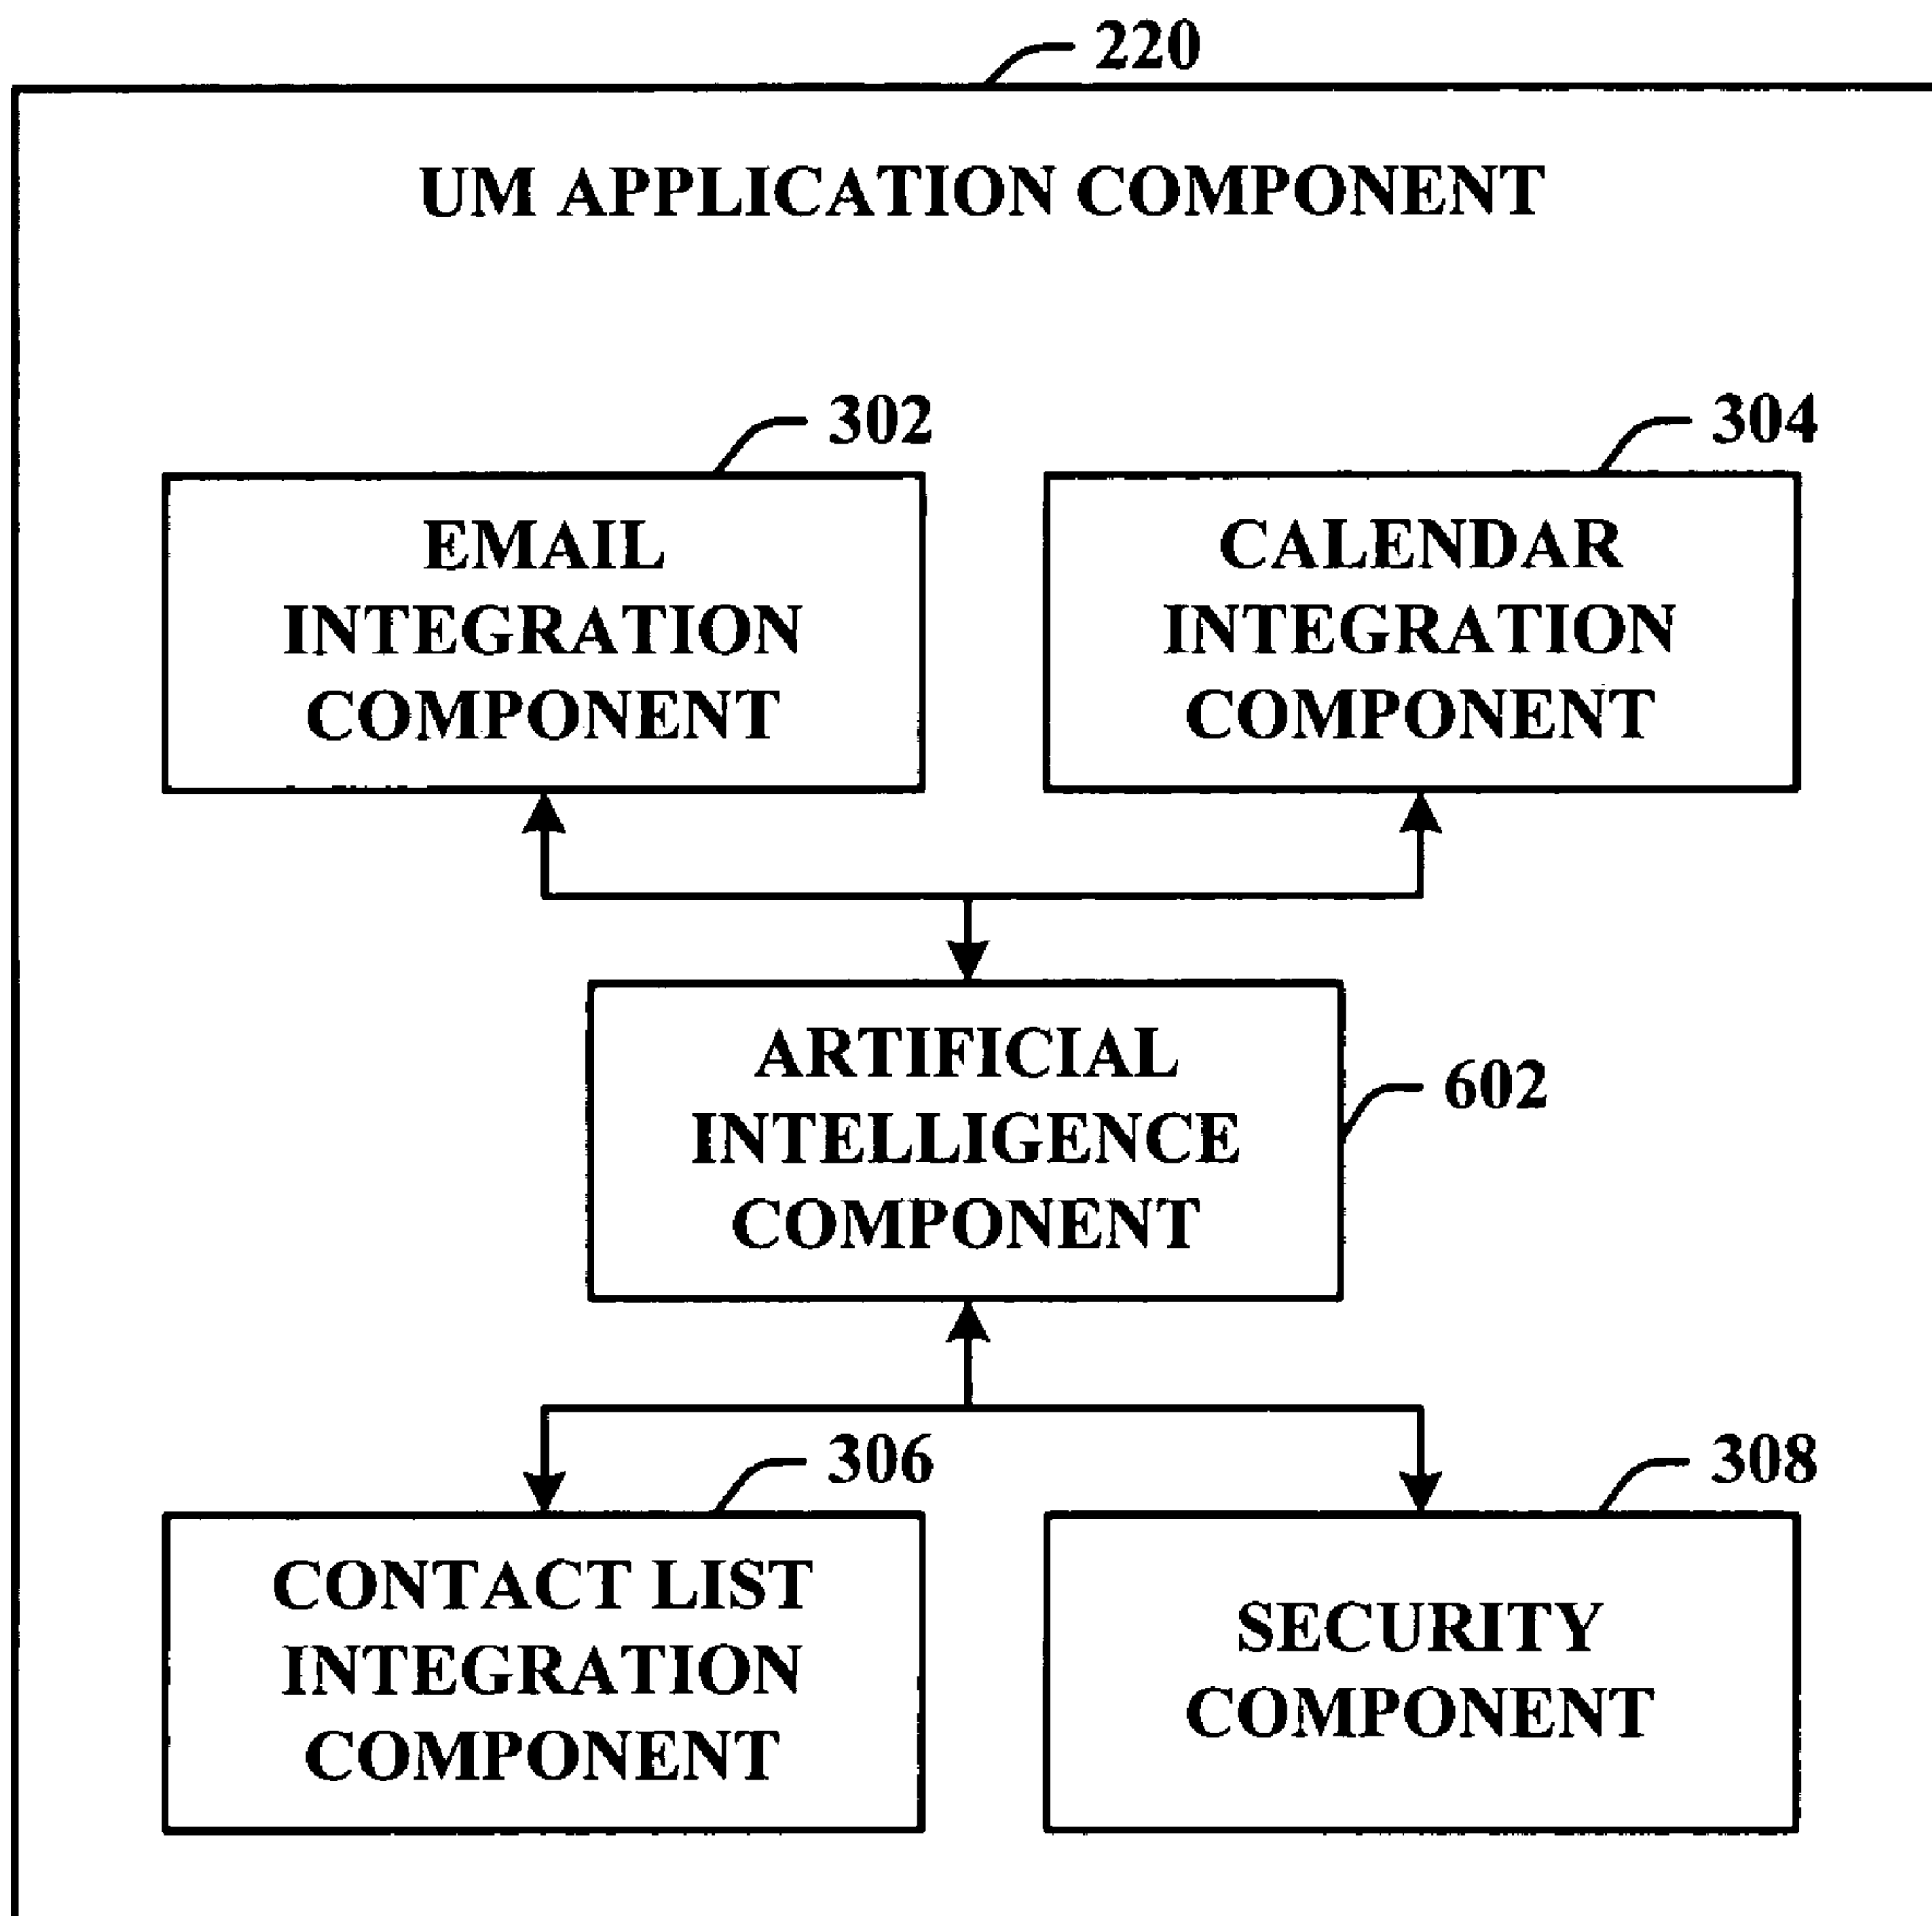 220
UM APPLICATION COMPONENT
302
304
EMAIL
INTEGRATION
COMPONENT
CALENDAR
INTEGRATION
COMPONENT
ARTIFICIAL
INTELLIGENCE
COMPONENT
602
306
308
CONTACT LIST
INTEGRATION
COMPONENT
SECURITY
COMPONENT